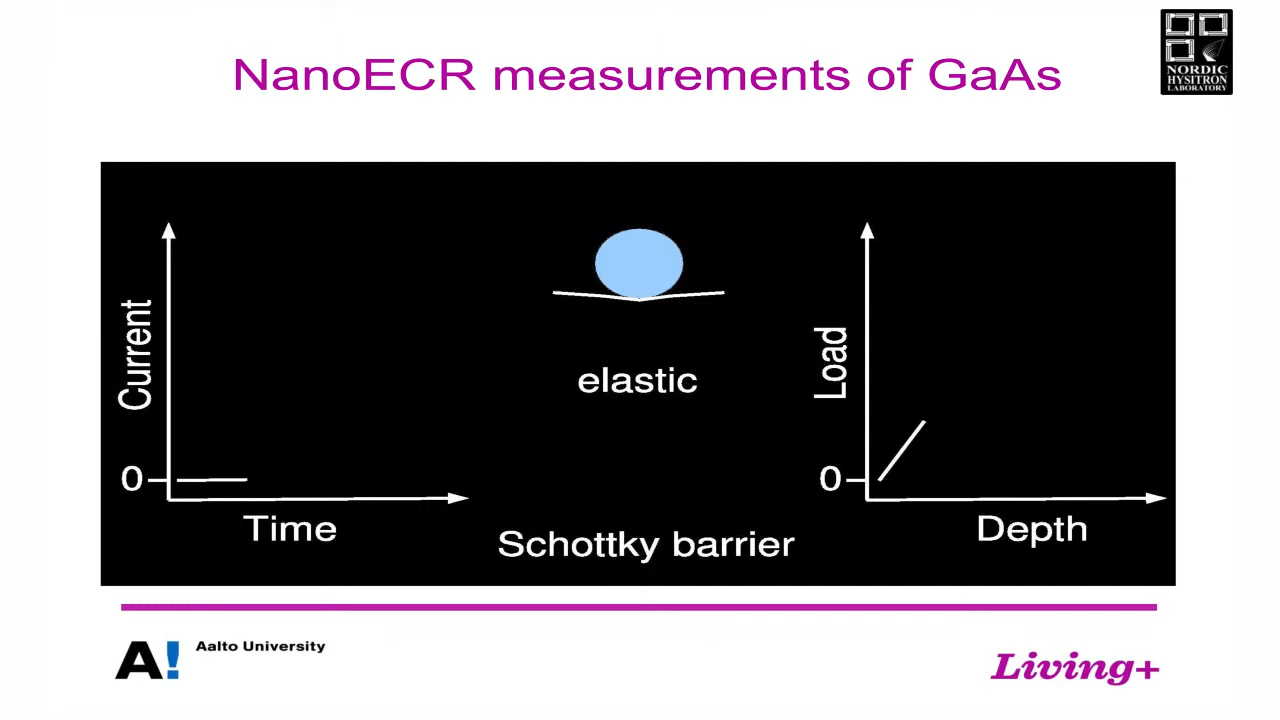 NanoECR measurements of GaAs
NORDIC
HYSITRON
LABORATORY
Current
0
Time
elastic
Schottky barrier
Load
0
Depth
A!
Aalto University
Living+